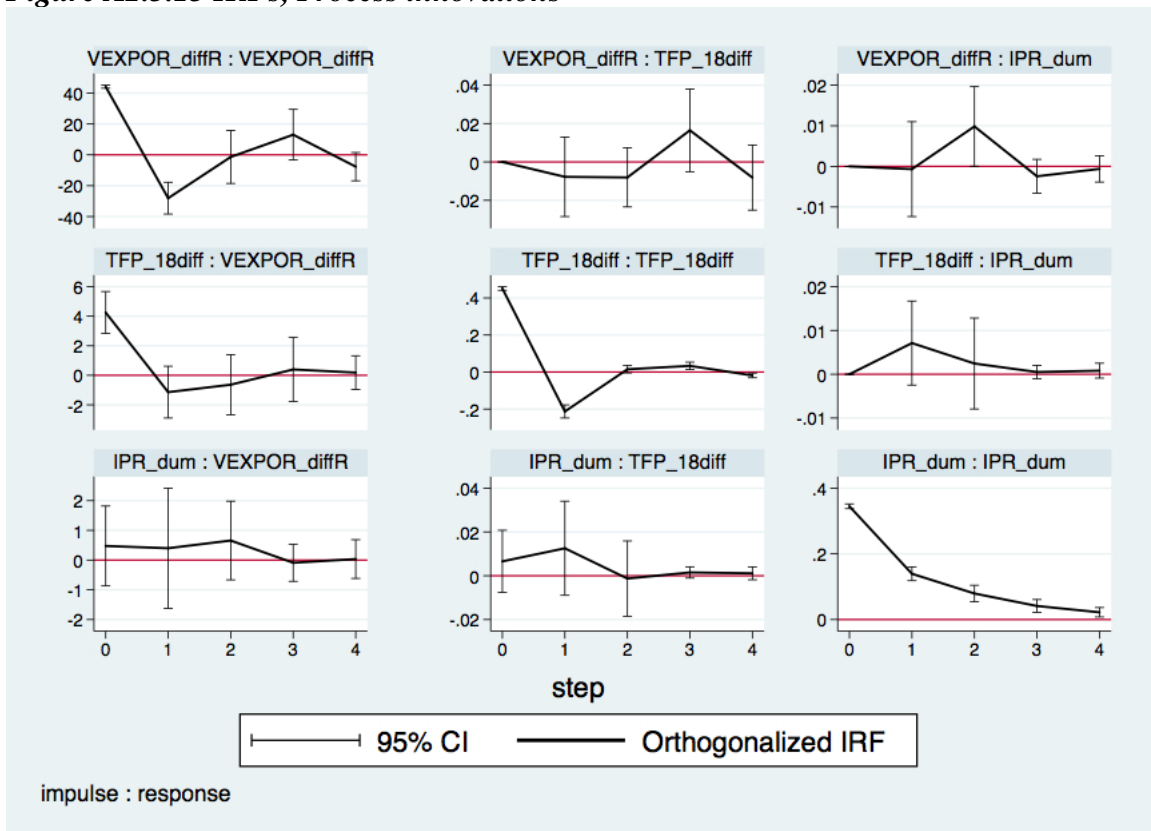 VEXPOR_diffR : VEXPOR_diffR
VEXPOR_diffR : TFP_18diff
VEXPOR_diffR : IPR_dum
40
20
0
-20
-40
.04
.02
0
-.02
.02
.01
0
-.01
TFP_18diff : VEXPOR_diffR
TFP_18diff : TFP_18diff
TFP_18diff : IPR_dum
6
4
2
0
-2
.4
.2
0
-.2
.02
.01
0
-.01
IPR_dum : VEXPOR_diffR
IPR_dum : TFP_18diff
IPR_dum : IPR_dum
2
1
0
-1
-2
.04
.02
0
-.02
.4
.2
0
0 1 2 3 4
0 1 2 3 4
0 1 2 3 4
step
95% CI
Orthogonalized IRF
impulse : response